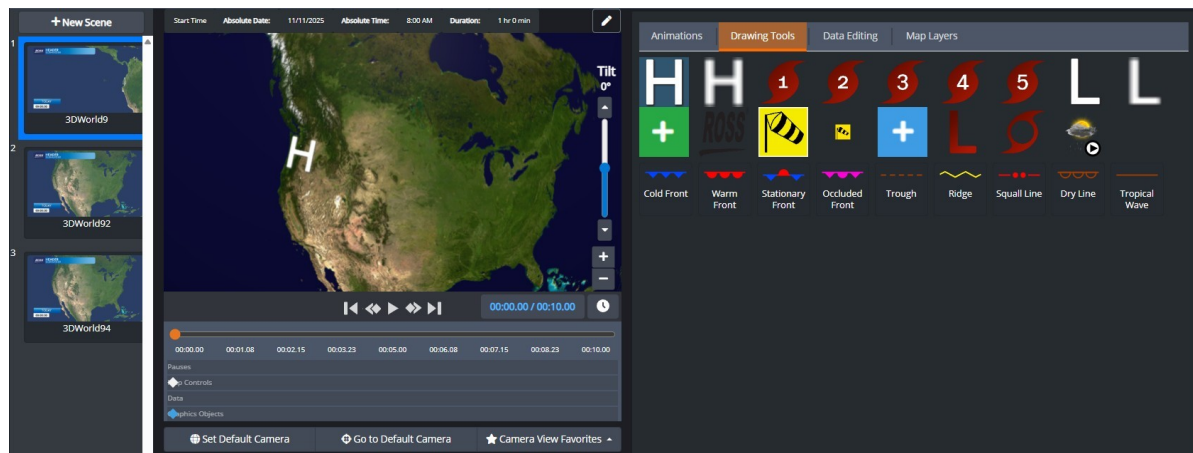 + New Scene
1
3DWorld9
2
3DWorld92
3
3DWorld94
Start Time Absolute Date: 11/11/2025 Absolute Time: 8:00 AM Duration: 1 hr 0 min
Tilt
0°
H
+
−
00:00.00 / 00:10.00
00:00.00 00:01.08 00:02.15 00:03.23 00:05.00 00:06.08 00:07.15 00:08.23 00:10.00
Pauses
p Controls
Data
aphics Objects
Set Default Camera Go to Default Camera Camera View Favorites
Animations Drawing Tools Data Editing Map Layers
H H 1 2 3 4 5 L L
+ ROSS + L
Cold Front Warm Front Stationary Front Occluded Front Trough Ridge Squall Line Dry Line Tropical Wave